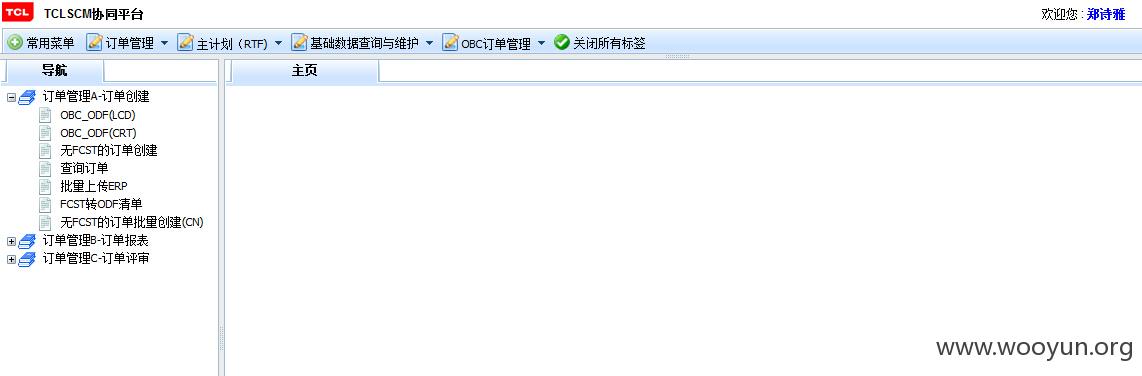 TCL TCLSCM协同平台 欢迎您 : 郑诗雅
常用菜单 订单管理 主计划（RTF） 基础数据查询与维护 OBC订单管理 关闭所有标签
导航 主页
订单管理A-订单创建
OBC_ODF(LCD)
OBC_ODF(CRT)
无FCST的订单创建
查询订单
批量上传ERP
FCST转ODF清单
无FCST的订单批量创建(CN)
订单管理B-订单报表
订单管理C-订单评审
www.wooyun.org